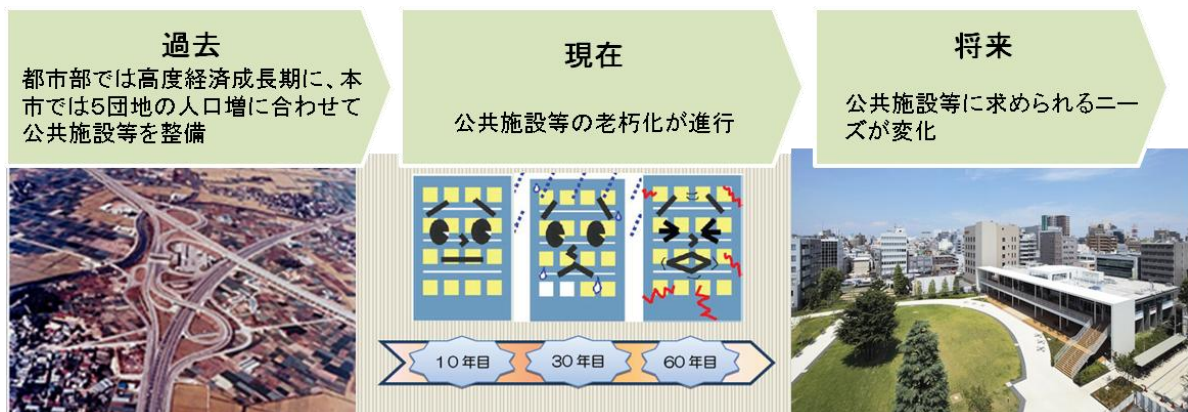 過去
都市部では高度経済成長期に、本
市では5団地の人口増に合わせて
公共施設等を整備
現在
公共施設等の老朽化が進行
将来
公共施設等に求められるニー
ズが変化
10年目
30年目
60年目